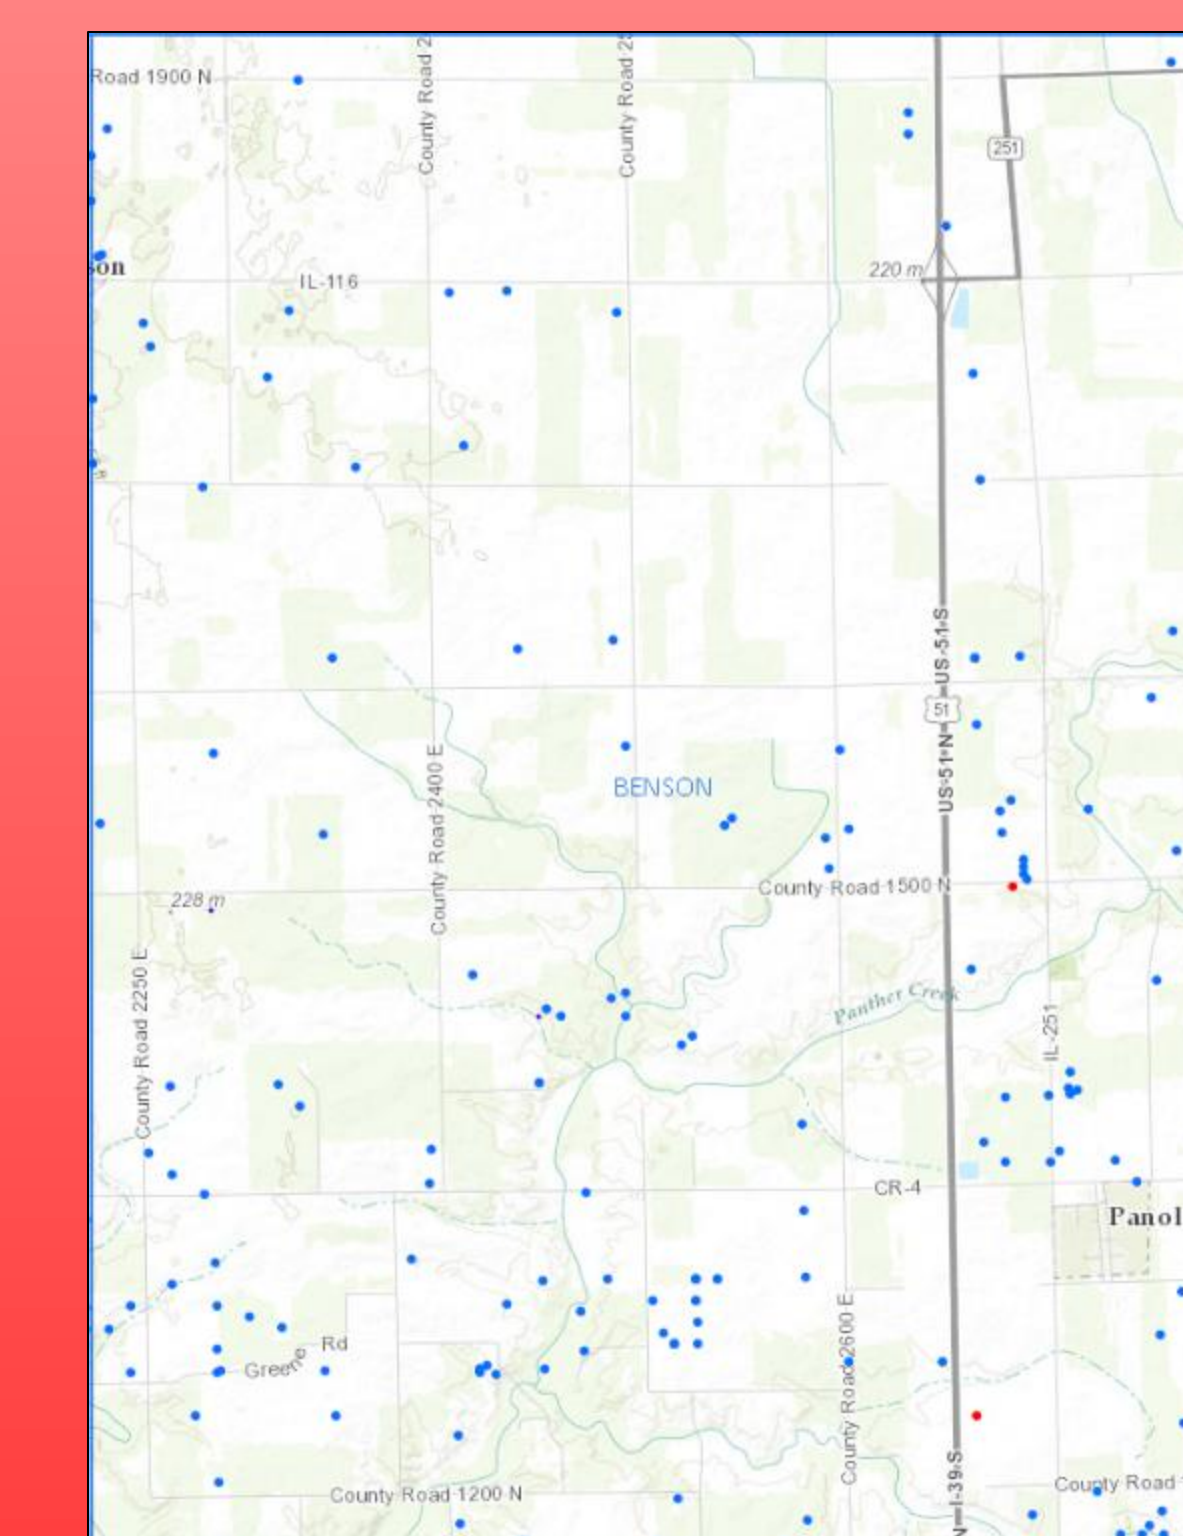 Road 1900 N
County Road 2
County Road 25
251
220 m
son
IL-116
US-51-S
51
US-51-N
BENSON
County Road 2400 E
County Road 1500 N
228 m
County Road 2250 E
Panther Creek
IL-251
CR-4
Panol
County Road 2600 E
Greene Rd
I-39-S
N
County Road
County Road 1200 N